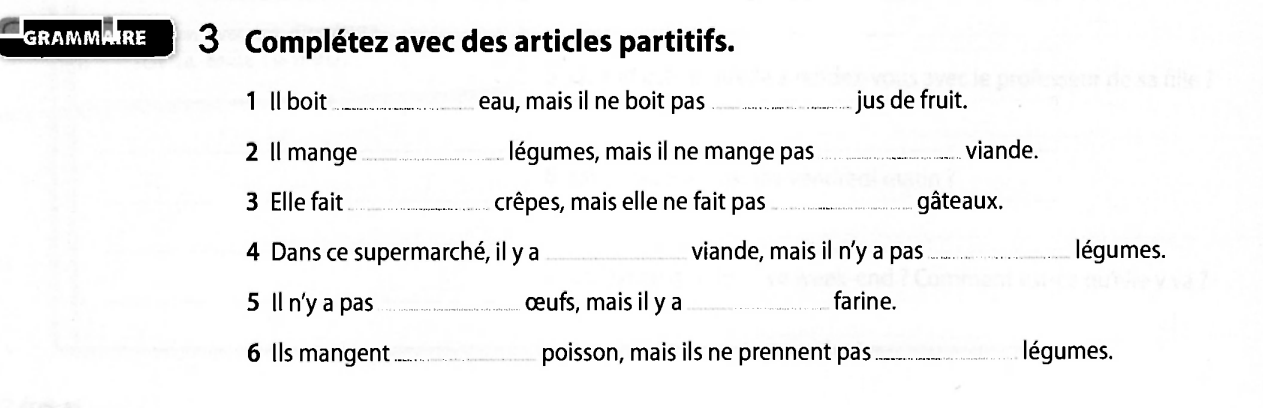 GRAMMAIRE 3 Complétez avec des articles partitifs.
1 Il boit ........................ eau, mais il ne boit pas ........................ jus de fruit.
2 Il mange ........................ légumes, mais il ne mange pas ........................ viande.
3 Elle fait ........................ crêpes, mais elle ne fait pas ........................ gâteaux.
4 Dans ce supermarché, il y a ........................ viande, mais il n'y a pas ........................ légumes.
5 Il n'y a pas ........................ œufs, mais il y a ........................ farine.
6 Ils mangent ........................ poisson, mais ils ne prennent pas ........................ légumes.